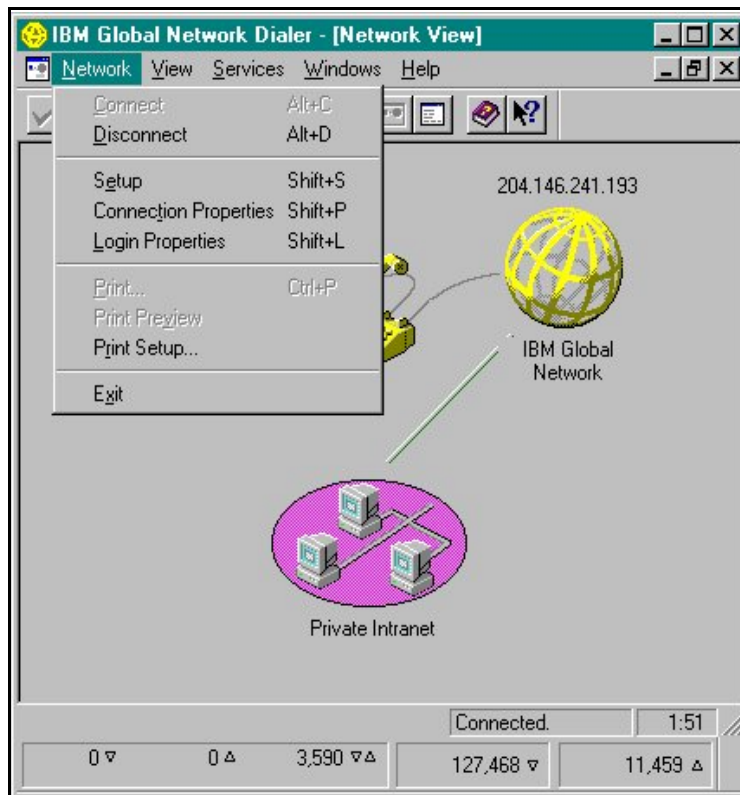 IBM Global Network Dialer - [Network View]
Network View Services Windows Help
Connect Alt+C
Disconnect Alt+D
Setup Shift+S
Connection Properties Shift+P
Login Properties Shift+L
Print... Ctrl+P
Print Preview
Print Setup...
Exit
204.146.241.193
IBM Global
Network
Private Intranet
Connected. 1:51
0 ▿ 0 ▵ 3,590 ▿▵ 127,468 ▿ 11,459 ▵